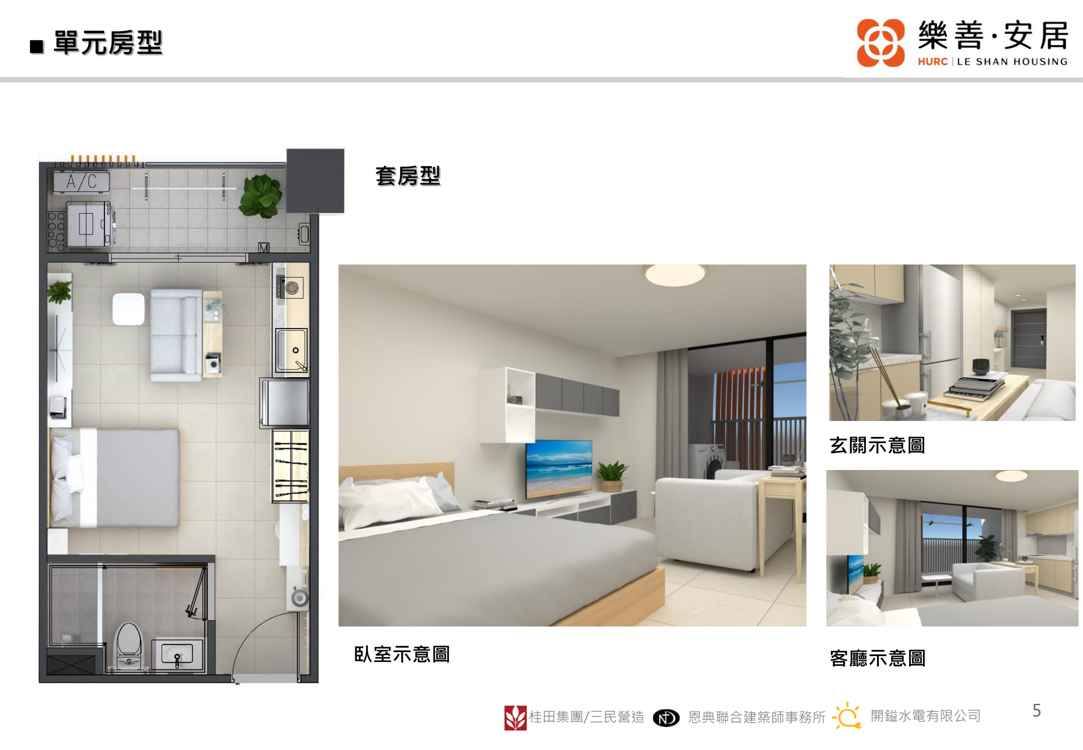 ■ 單元房型
樂善·安居
HURC | LE SHAN HOUSING
A/C
套房型
玄關示意圖
臥室示意圖
客廳示意圖
桂田集團/三民營造
恩典聯合建築師事務所
開鎰水電有限公司
5